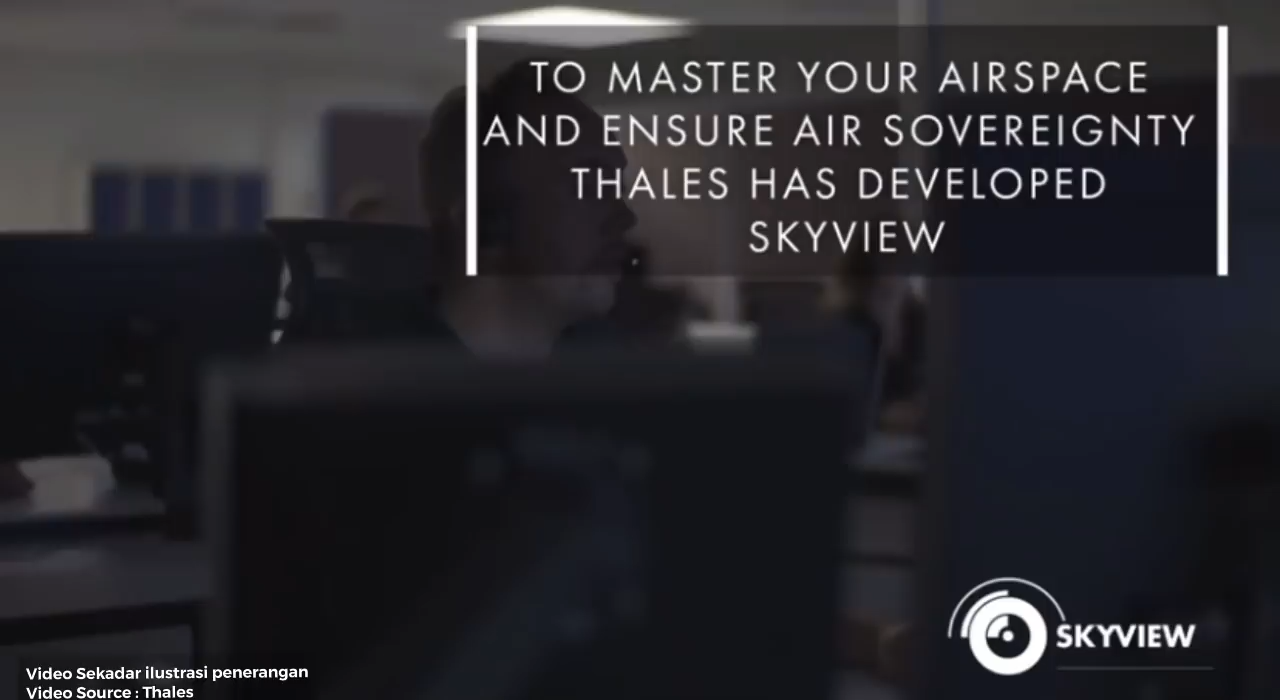 TO MASTER YOUR AIRSPACE
AND ENSURE AIR SOVEREIGNTY
THALES HAS DEVELOPED
SKYVIEW
SKYVIEW
Video Sekadar ilustrasi penerangan
Video Source : Thales